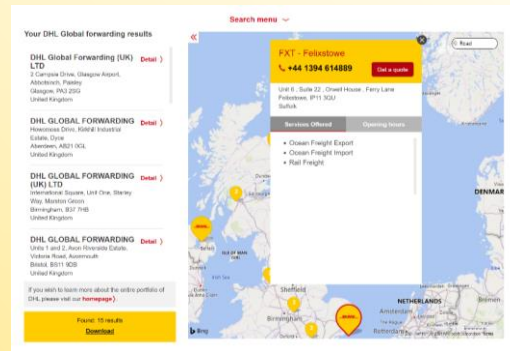 Search menu
Your DHL Global forwarding results
DHL Global Forwarding (UK)
LTD
Detail
2 Campsie Drive, Glasgow Airport,
Abbotsinch, Paisley
Glasgow, PA3 2SG
United Kingdom
DHL GLOBAL FORWARDING
Detail
Howemoss Drive, Kirkhill Industrial
Estate, Dyce
Aberdeen, AB21 0GL
United Kingdom
DHL GLOBAL FORWARDING
(UK) LTD
Detail
International Square, Unit One, Starley
Way, Marston Green
Birmingham, B37 7HB
United Kingdom
DHL GLOBAL FORWARDING
Detail
Units 1 and 2, Avon Riverside Estate,
Victoria Road, Avonmouth
Bristol, BS11 9DB
United Kingdom
If you wish to learn more about the entire portfolio of
DHL please visit our homepage
Found: 15 results
Download
FXT - Felixstowe
+44 1394 614889
Get a quote
Unit 6, Suite 22, Orwell House, Ferry Lane
Felixstowe, IP11 3QU
Suffolk
Services Offered
Opening hours
Ocean Freight Export
Ocean Freight Import
Rail Freight
Road
DENMAR
ISLE OF MAN
Sheffield
Birmingham
NETHERLANDS
Amsterdam
Rotterdam
Bremen
Bing